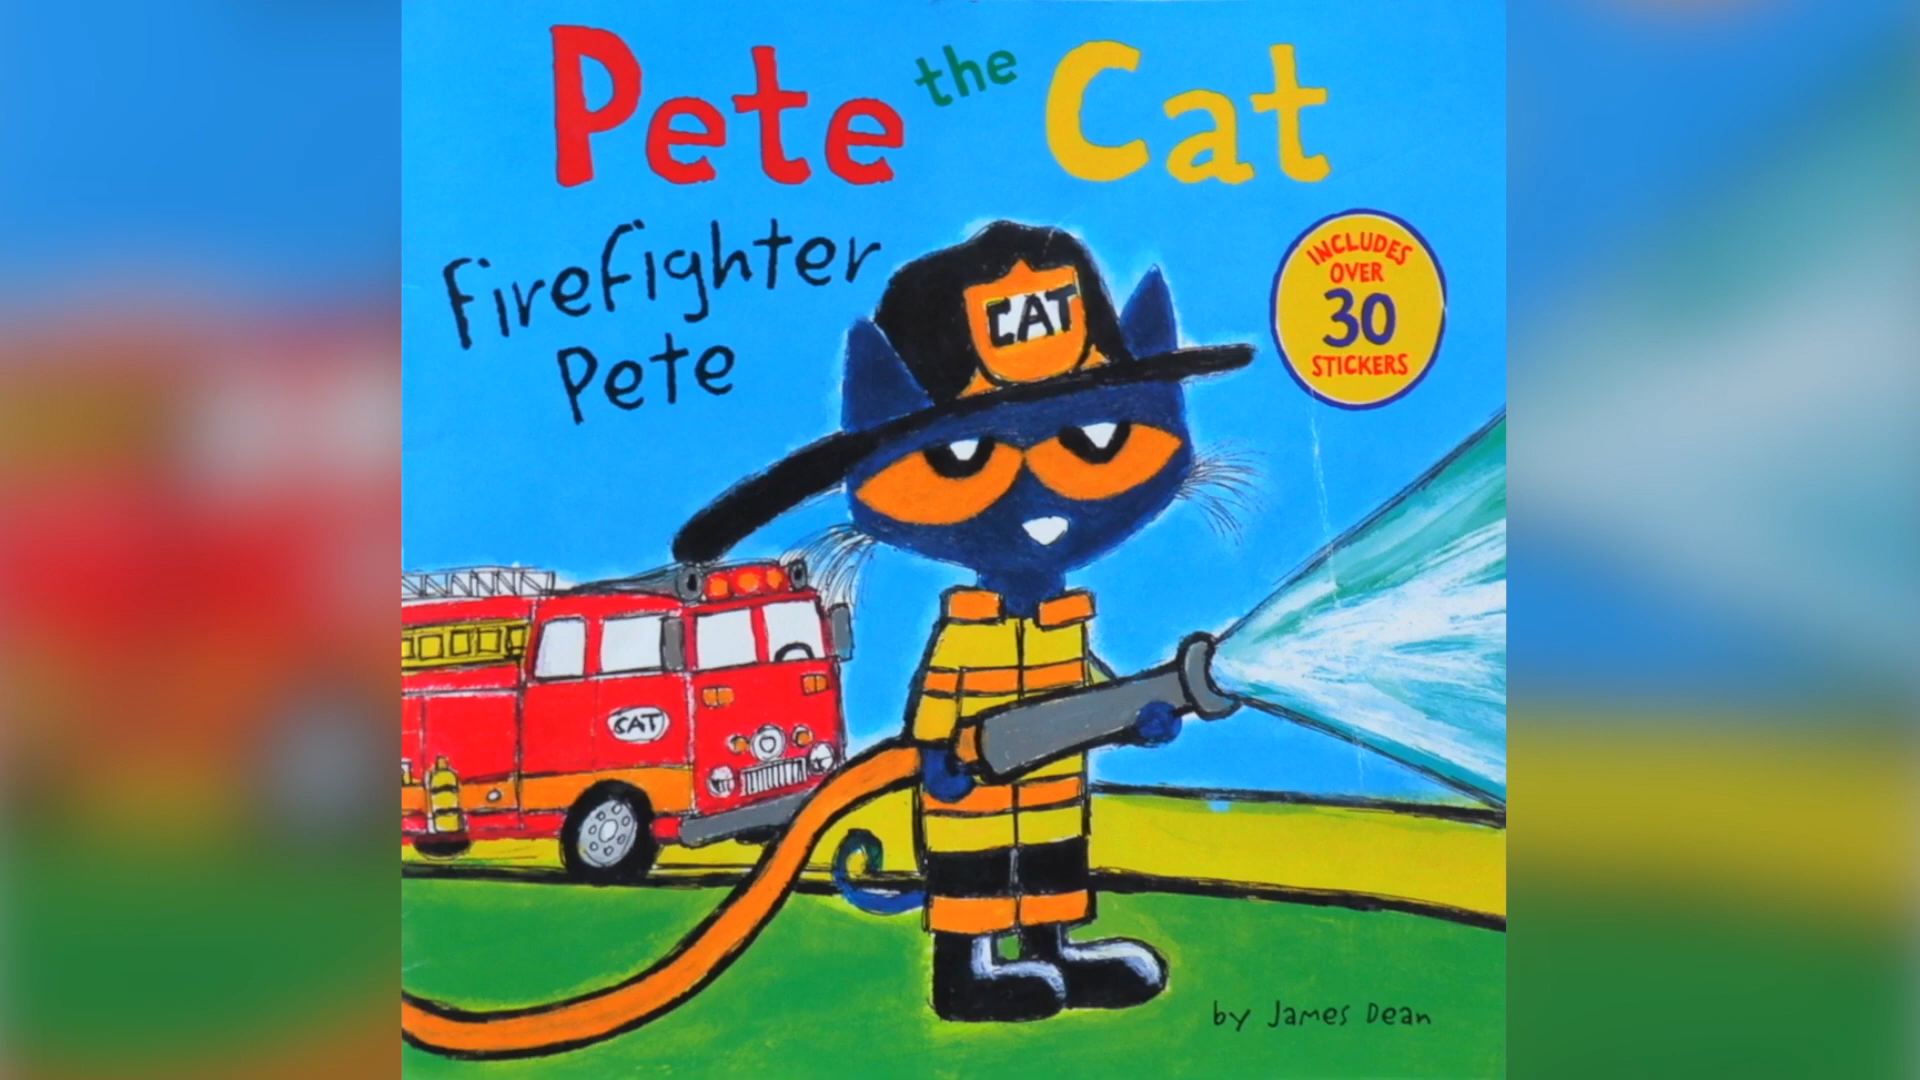 Pete the Cat
Firefighter
Pete
CAT
INCLUDES
OVER
30
STICKERS
CAT
by James Dean